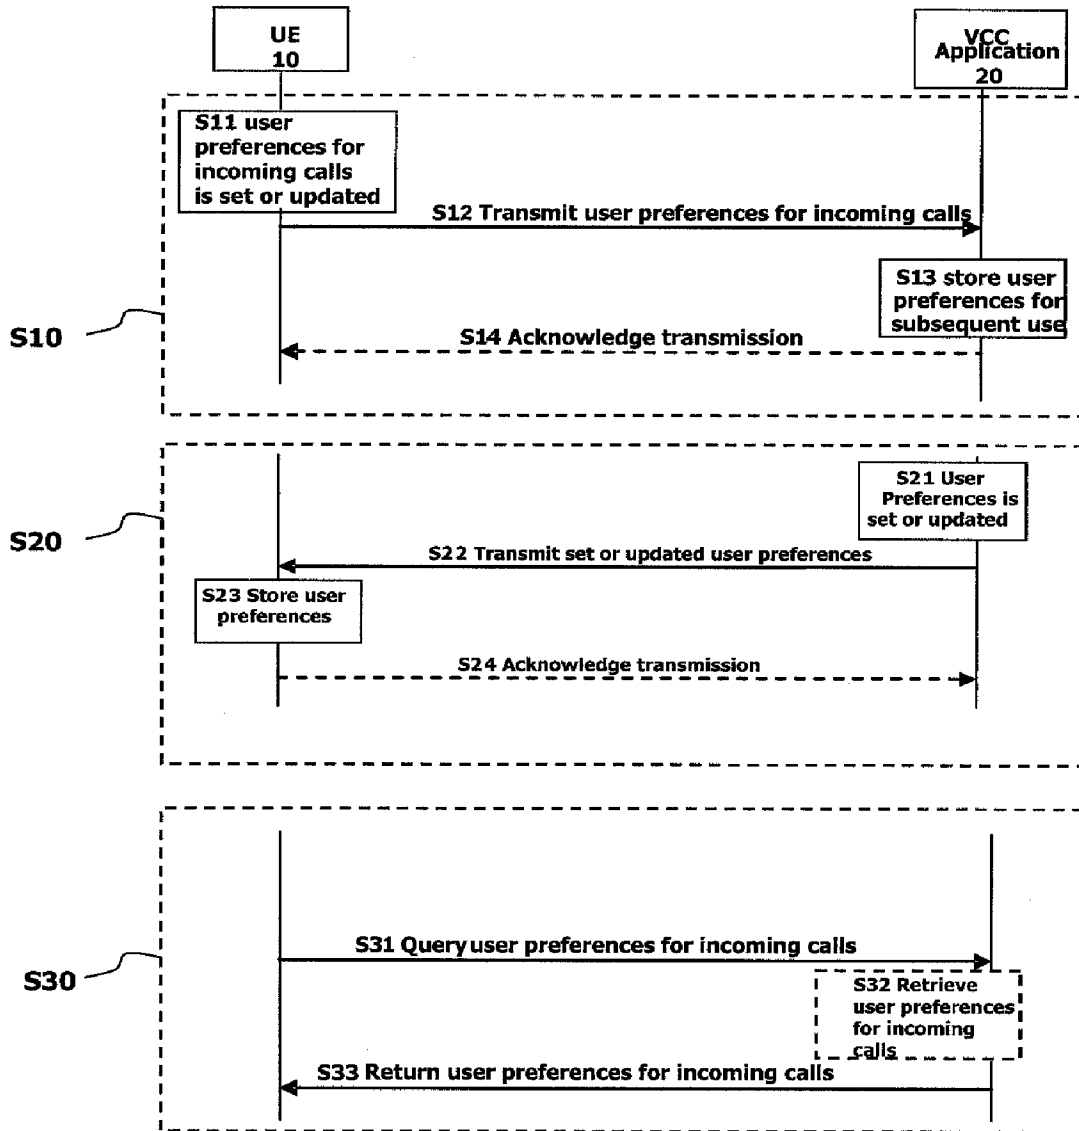 UE
10
VCC
Application
20
S11 user
preferences for
incoming calls
is set or updated
S12 Transmit user preferences for incoming calls
S13 store user
preferences for
subsequent use
S10
S14 Acknowledge transmission
S21 User
Preferences is
set or updated
S20
S22 Transmit set or updated user preferences
S23 Store user
preferences
S24 Acknowledge transmission
S31 Query user preferences for incoming calls
S30
S32 Retrieve
user preferences
for incoming
calls
S33 Return user preferences for incoming calls